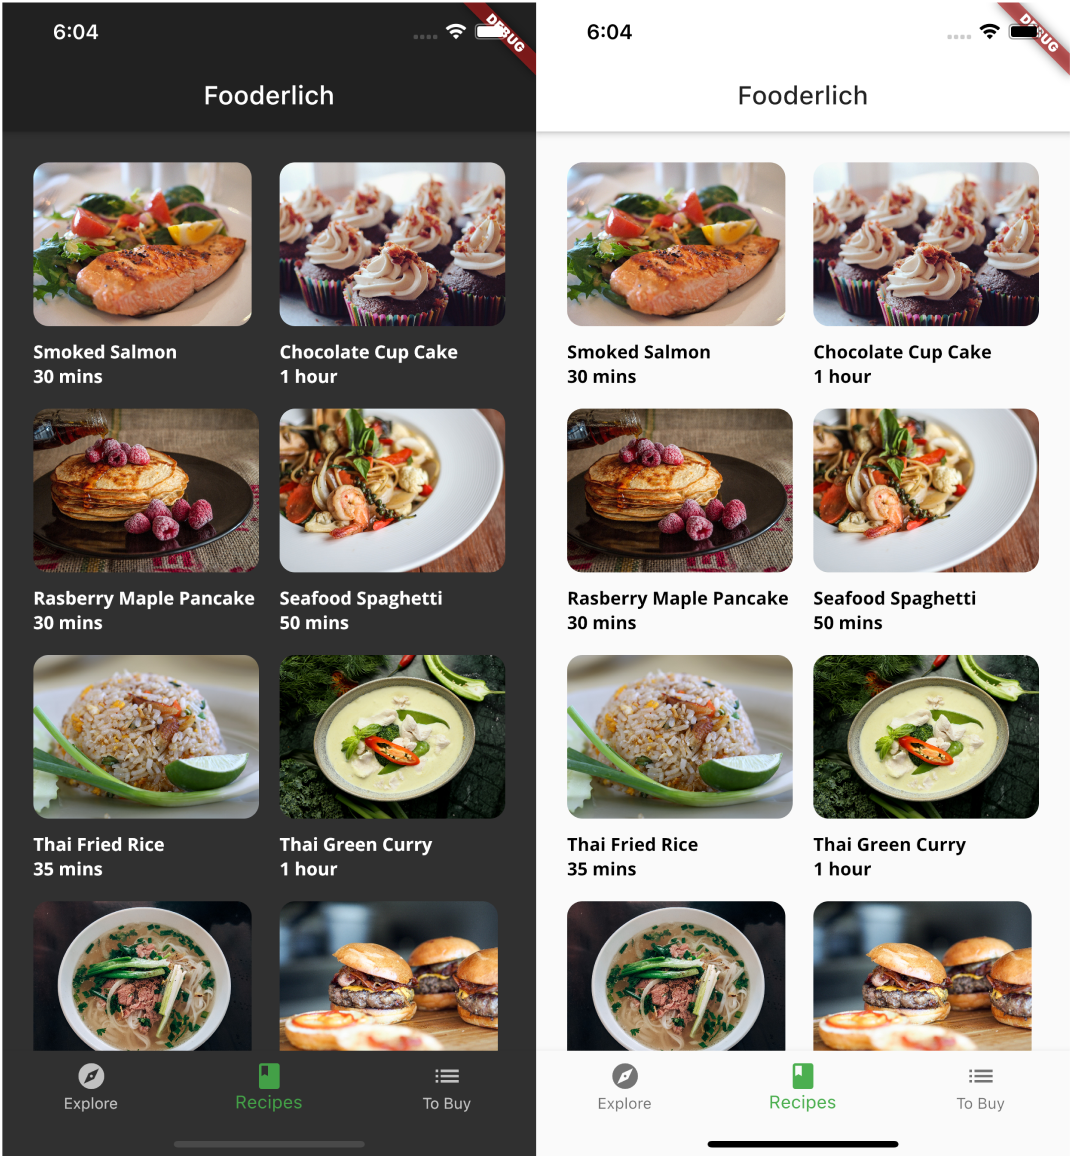 6:04
DEBUG
Fooderlich
Smoked Salmon
30 mins
Chocolate Cup Cake
1 hour
Rasberry Maple Pancake
30 mins
Seafood Spaghetti
50 mins
Thai Fried Rice
35 mins
Thai Green Curry
1 hour
Explore
Recipes
To Buy
6:04
DEBUG
Fooderlich
Smoked Salmon
30 mins
Chocolate Cup Cake
1 hour
Rasberry Maple Pancake
30 mins
Seafood Spaghetti
50 mins
Thai Fried Rice
35 mins
Thai Green Curry
1 hour
Explore
Recipes
To Buy